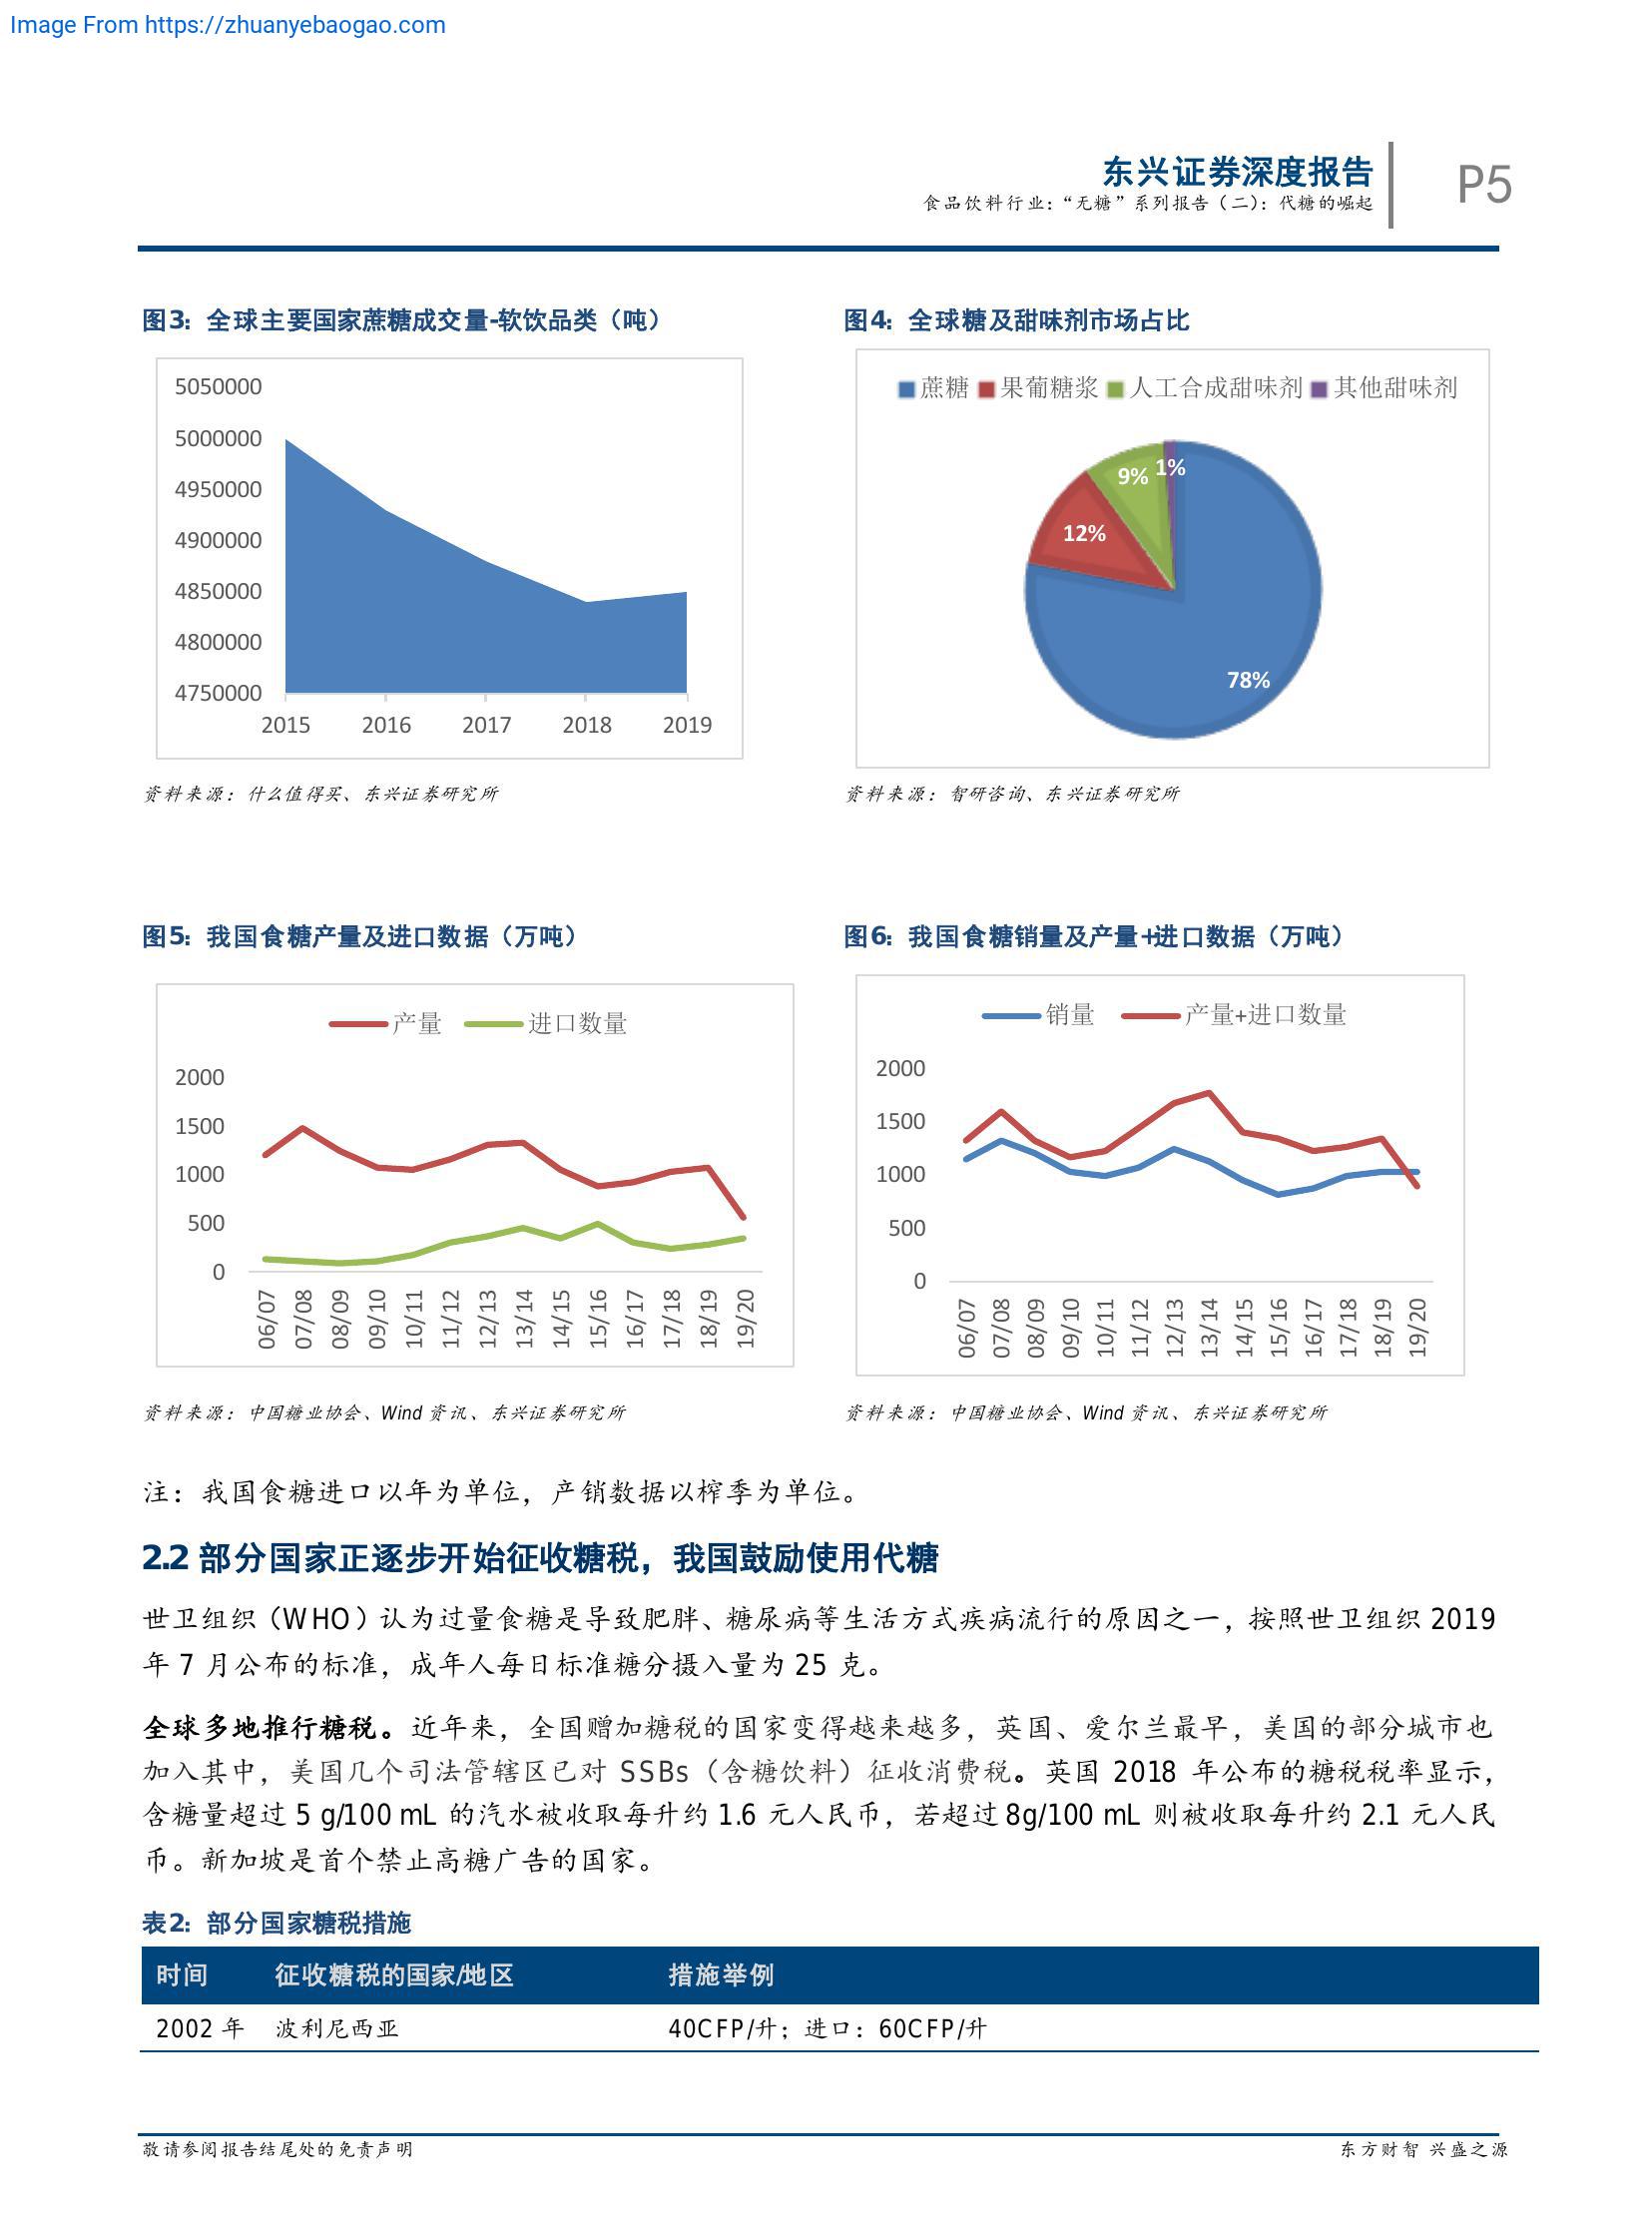 Image From https://zhuanyebaogao.com
东兴证券深度报告
食品饮料行业：“无糖”系列报告（二）：代糖的崛起
P5
图3：全球主要国家蔗糖成交量-软饮品类（吨）
5050000
5000000
4950000
4900000
4850000
4800000
4750000
2015 2016 2017 2018 2019
资料来源：什么值得买、东兴证券研究所
图4：全球糖及甜味剂市场占比
蔗糖 果葡糖浆 人工合成甜味剂 其他甜味剂
9% 1%
12%
78%
资料来源：智研咨询、东兴证券研究所
图5：我国食糖产量及进口数据（万吨）
产量 进口数量
2000
1500
1000
500
0
06/07 07/08 08/09 09/10 10/11 11/12 12/13 13/14 14/15 15/16 16/17 17/18 18/19 19/20
资料来源：中国糖业协会、Wind 资讯、东兴证券研究所
图6：我国食糖销量及产量+进口数据（万吨）
销量 产量+进口数量
2000
1500
1000
500
0
06/07 07/08 08/09 09/10 10/11 11/12 12/13 13/14 14/15 15/16 16/17 17/18 18/19 19/20
资料来源：中国糖业协会、Wind 资讯、东兴证券研究所
注：我国食糖进口以年为单位，产销数据以榨季为单位。
2.2 部分国家正逐步开始征收糖税，我国鼓励使用代糖
世卫组织（WHO）认为过量食糖是导致肥胖、糖尿病等生活方式疾病流行的原因之一，按照世卫组织 2019
年 7 月公布的标准，成年人每日标准糖分摄入量为 25 克。
全球多地推行糖税。近年来，全国赠加糖税的国家变得越来越多，英国、爱尔兰最早，美国的部分城市也
加入其中，美国几个司法管辖区已对 SSBs（含糖饮料）征收消费税。英国 2018 年公布的糖税税率显示，
含糖量超过 5 g/100 mL 的汽水被收取每升约 1.6 元人民币，若超过 8g/100 mL 则被收取每升约 2.1 元人民
币。新加坡是首个禁止高糖广告的国家。
表2：部分国家糖税措施
时间 征收糖税的国家/地区 措施举例
2002 年 波利尼西亚 40CFP/升；进口：60CFP/升
敬请参阅报告结尾处的免责声明
东方财智 兴盛之源